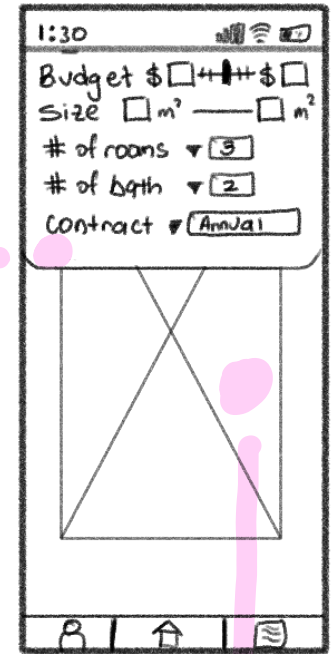 1:30
Budget $ $
Size m² m²
# of rooms 3
# of bath 2
contract Annual